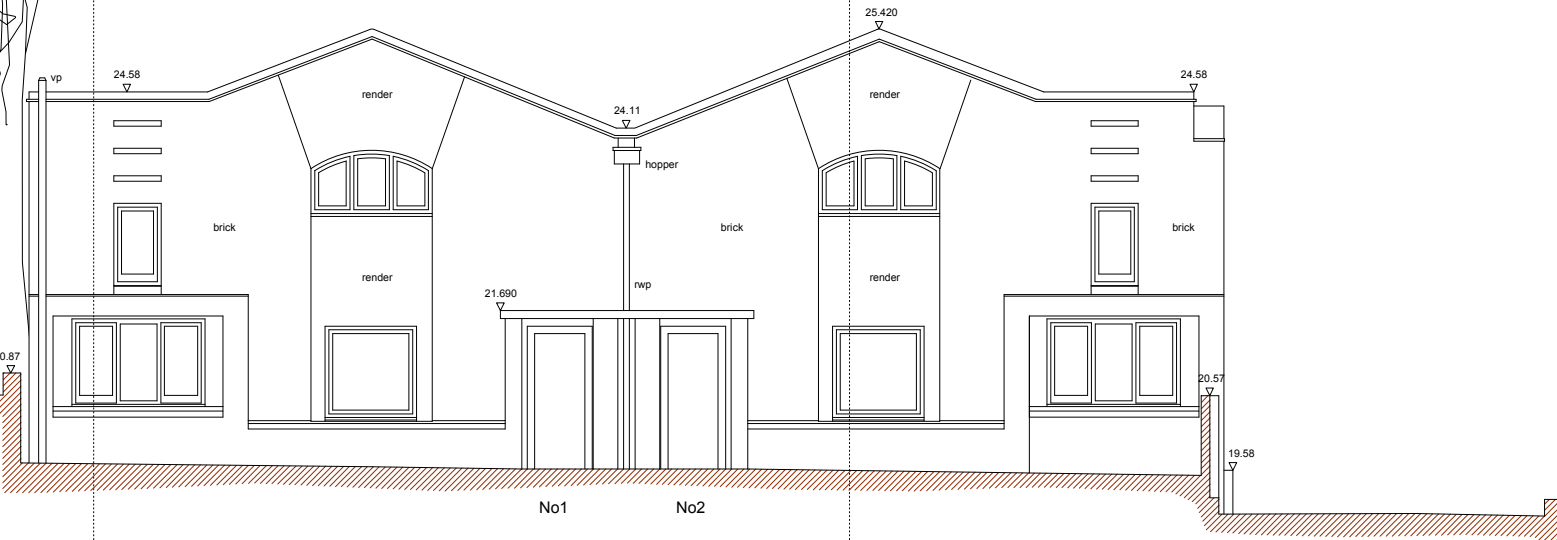 25.420
vp
24.58
24.58
render
render
24.11
hopper
brick
brick
brick
render
render
rwp
21.690
0.87
20.57
19.58
No1
No2